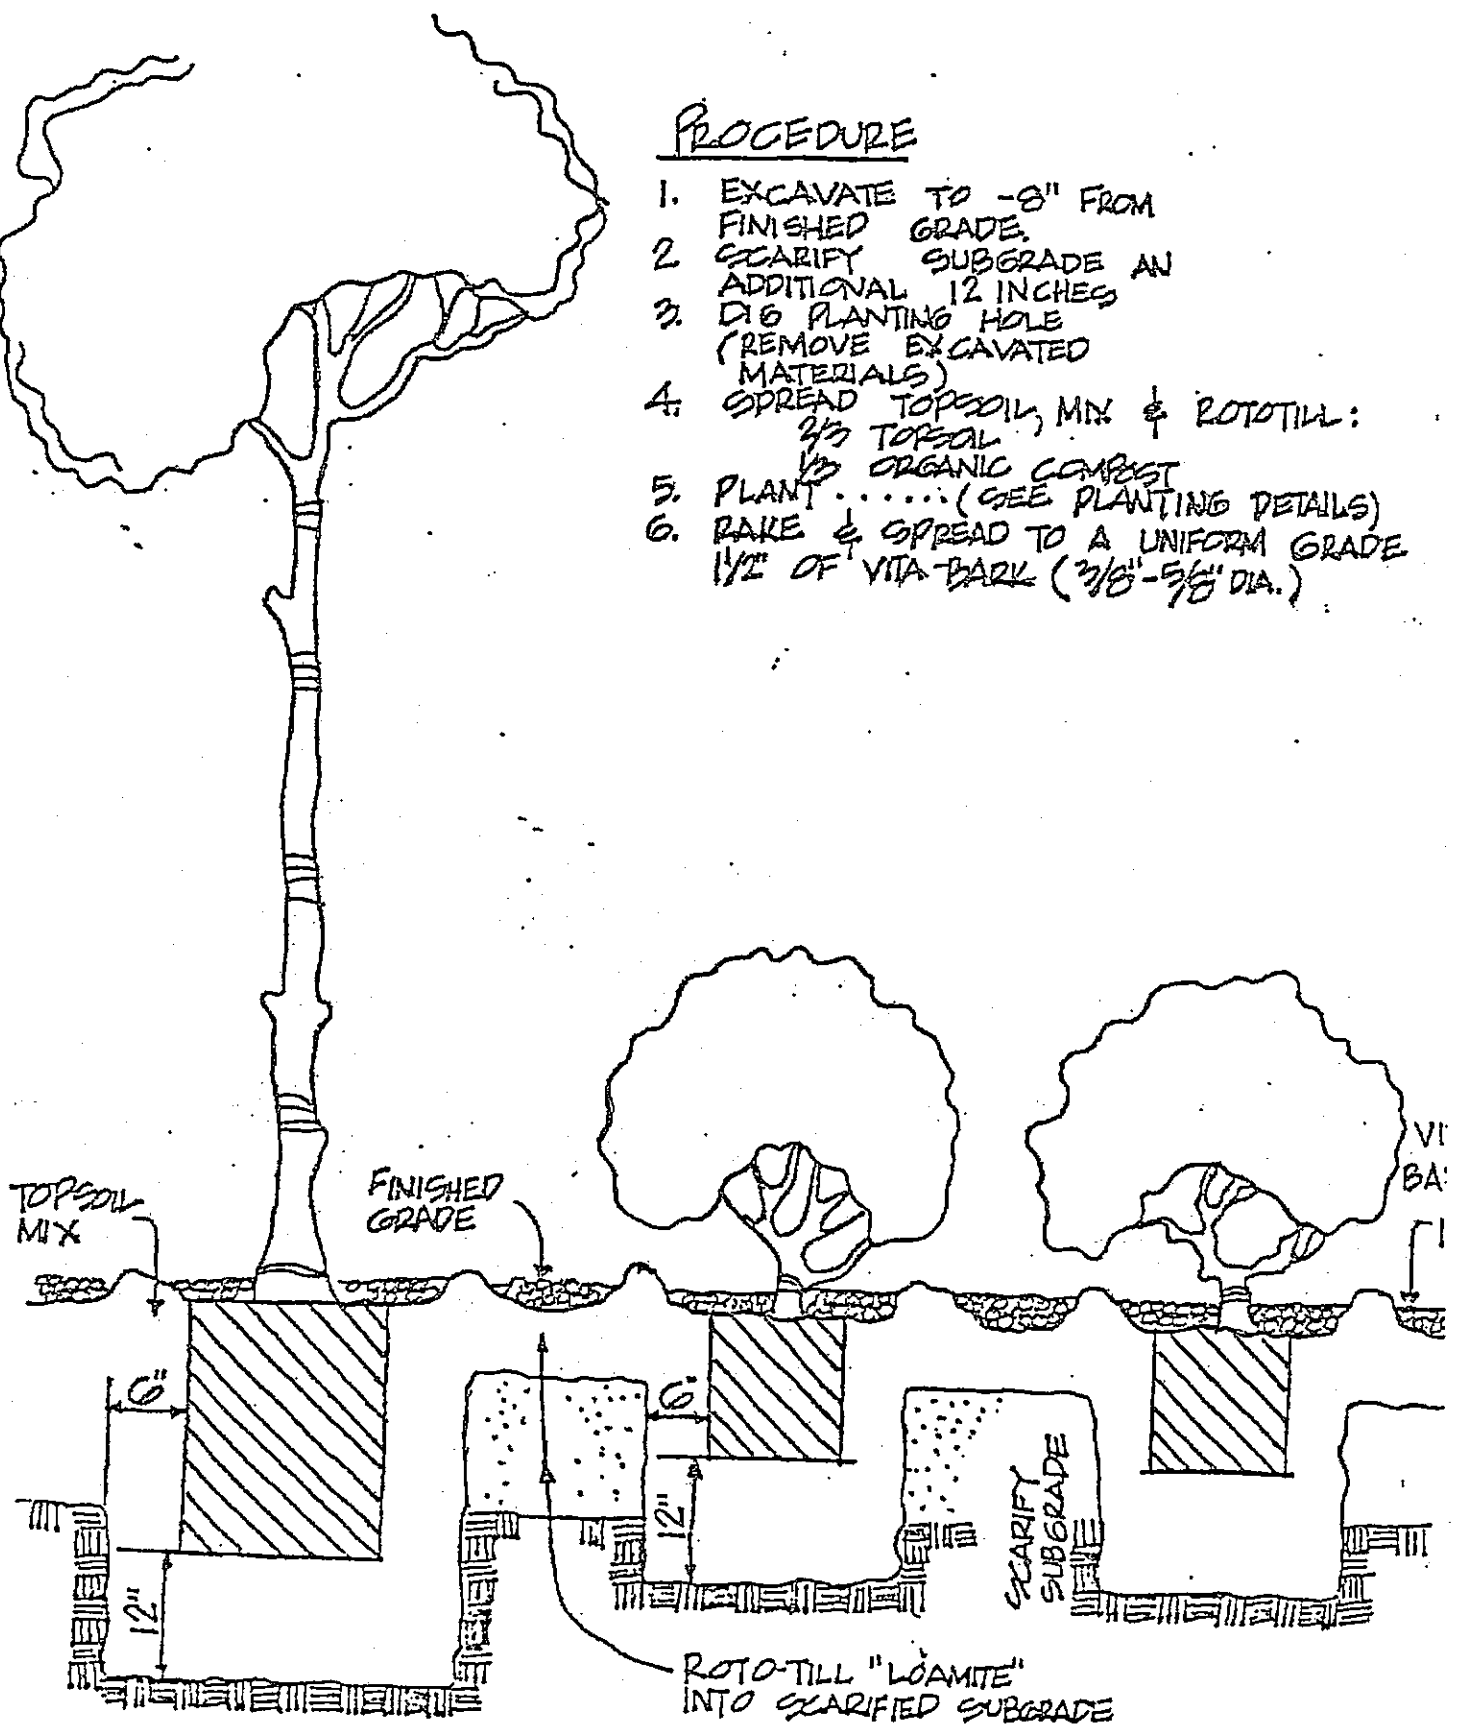 PROCEDURE
1. EXCAVATE TO -8" FROM
FINISHED GRADE.
2 SCARIFY SUBGRADE AN
ADDITIONAL 12 INCHES
3. DIG PLANTING HOLE
(REMOVE EXCAVATED
MATERIALS)
4. SPREAD TOPSOIL, MIX & ROTOTILL:
2/3 TOPSOIL
1/3 ORGANIC COMPOST
5. PLANT ......(SEE PLANTING DETAILS)
6. RAKE & SPREAD TO A UNIFORM GRADE
1 1/2" OF VITA-BARK (3/8"-5/8" DIA.)
TOPSOIL
MIX
FINISHED
GRADE
VI
BA
6"
6"
12"
12"
SCARIFY
SUBGRADE
ROTO-TILL "LOAMITE"
INTO SCARIFIED SUBGRADE